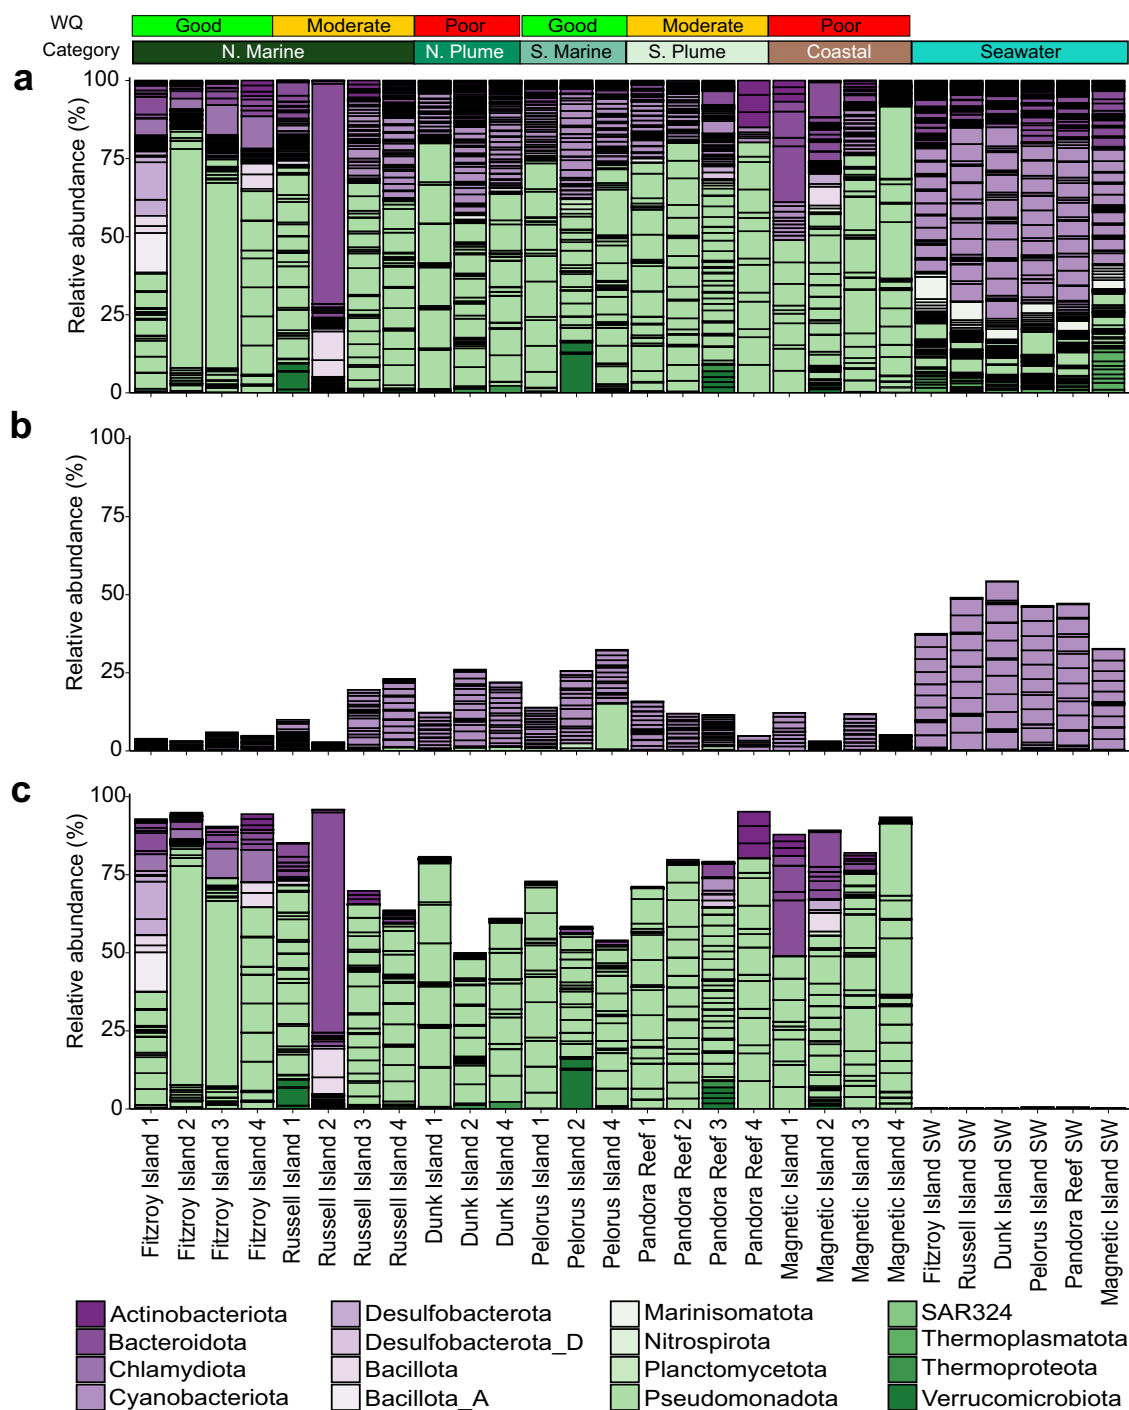 WQ Good Moderate Poor Good Moderate Poor
Category N. Marine N. Plume S. Marine S. Plume Coastal Seawater
a
Relative abundance (%)
100
75
50
25
0
b
Relative abundance (%)
100
75
50
25
0
c
Relative abundance (%)
100
75
50
25
0
Fitzroy Island 1
Fitzroy Island 2
Fitzroy Island 3
Fitzroy Island 4
Russell Island 1
Russell Island 2
Russell Island 3
Russell Island 4
Dunk Island 1
Dunk Island 2
Dunk Island 3
Pelorus Island 1
Pelorus Island 2
Pelorus Island 4
Pandora Reef 1
Pandora Reef 2
Pandora Reef 3
Pandora Reef 4
Magnetic Island 1
Magnetic Island 2
Magnetic Island 3
Magnetic Island 4
Fitzroy Island SW
Russell Island SW
Dunk Island SW
Pelorus Island SW
Pandora Reef SW
Magnetic Island SW
Actinobacteriota
Bacteroidota
Chlamydiota
Cyanobacteriota
Desulfobacterota
Desulfobacterota_D
Bacillota
Bacillota_A
Marinisomatota
Nitrospirota
Planctomycetota
Pseudomonadota
SAR324
Thermoplasmatota
Thermoproteota
Verrucomicrobiota